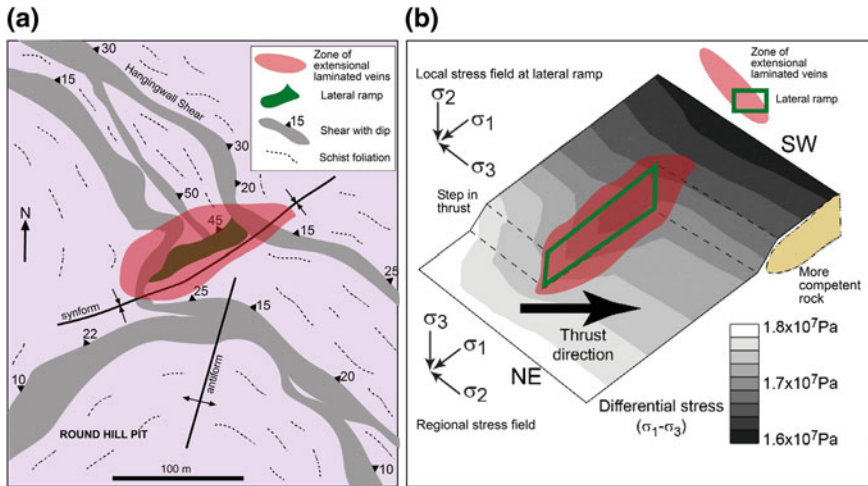 (a)
30
15
Hangingwall Shear
30
50
20
45
15
N
25
synform
22
25
15
10
antiform
20
ROUND HILL PIT
100 m
10
Zone of
extensional
laminated veins
Lateral ramp
15
Shear with dip
Schist foliation
(b)
Local stress field at lateral ramp
σ2
σ1
σ3
Step in
thrust
Zone of
extensional
laminated veins
Lateral ramp
SW
More
competent
rock
Thrust
direction
NE
σ3
σ1
σ2
Regional stress field
Differential stress
(σ1-σ3)
1.8x10⁷Pa
1.7x10⁷Pa
1.6x10⁷Pa